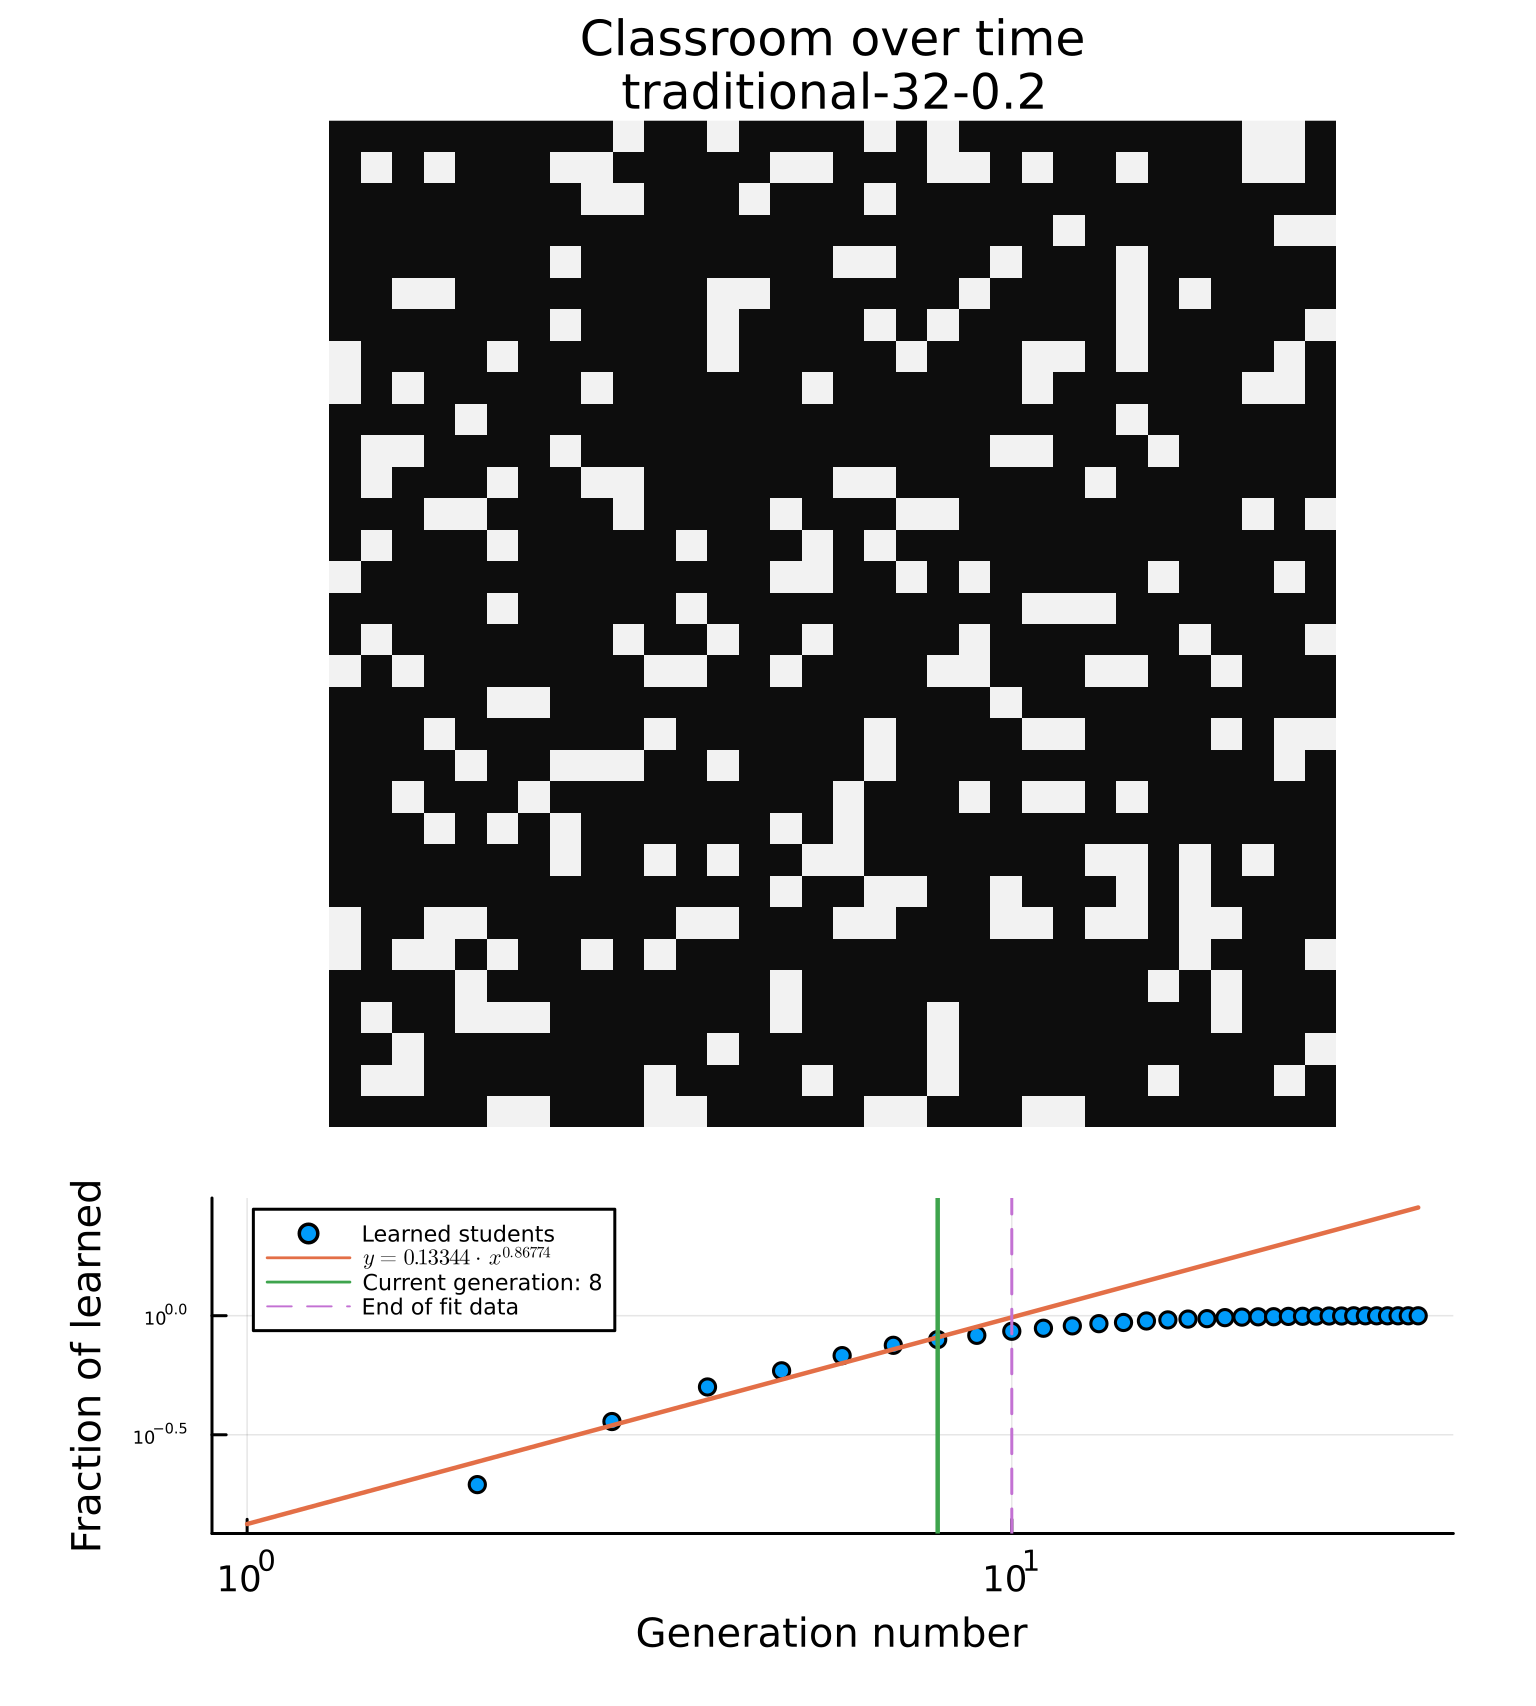 Classroom over time
traditional-32-0.2
Fraction of learned
Learned students
y = 0.13344 · x^0.86774
Current generation: 8
End of fit data
10^0.0
10^−0.5
10^0
10^1
Generation number